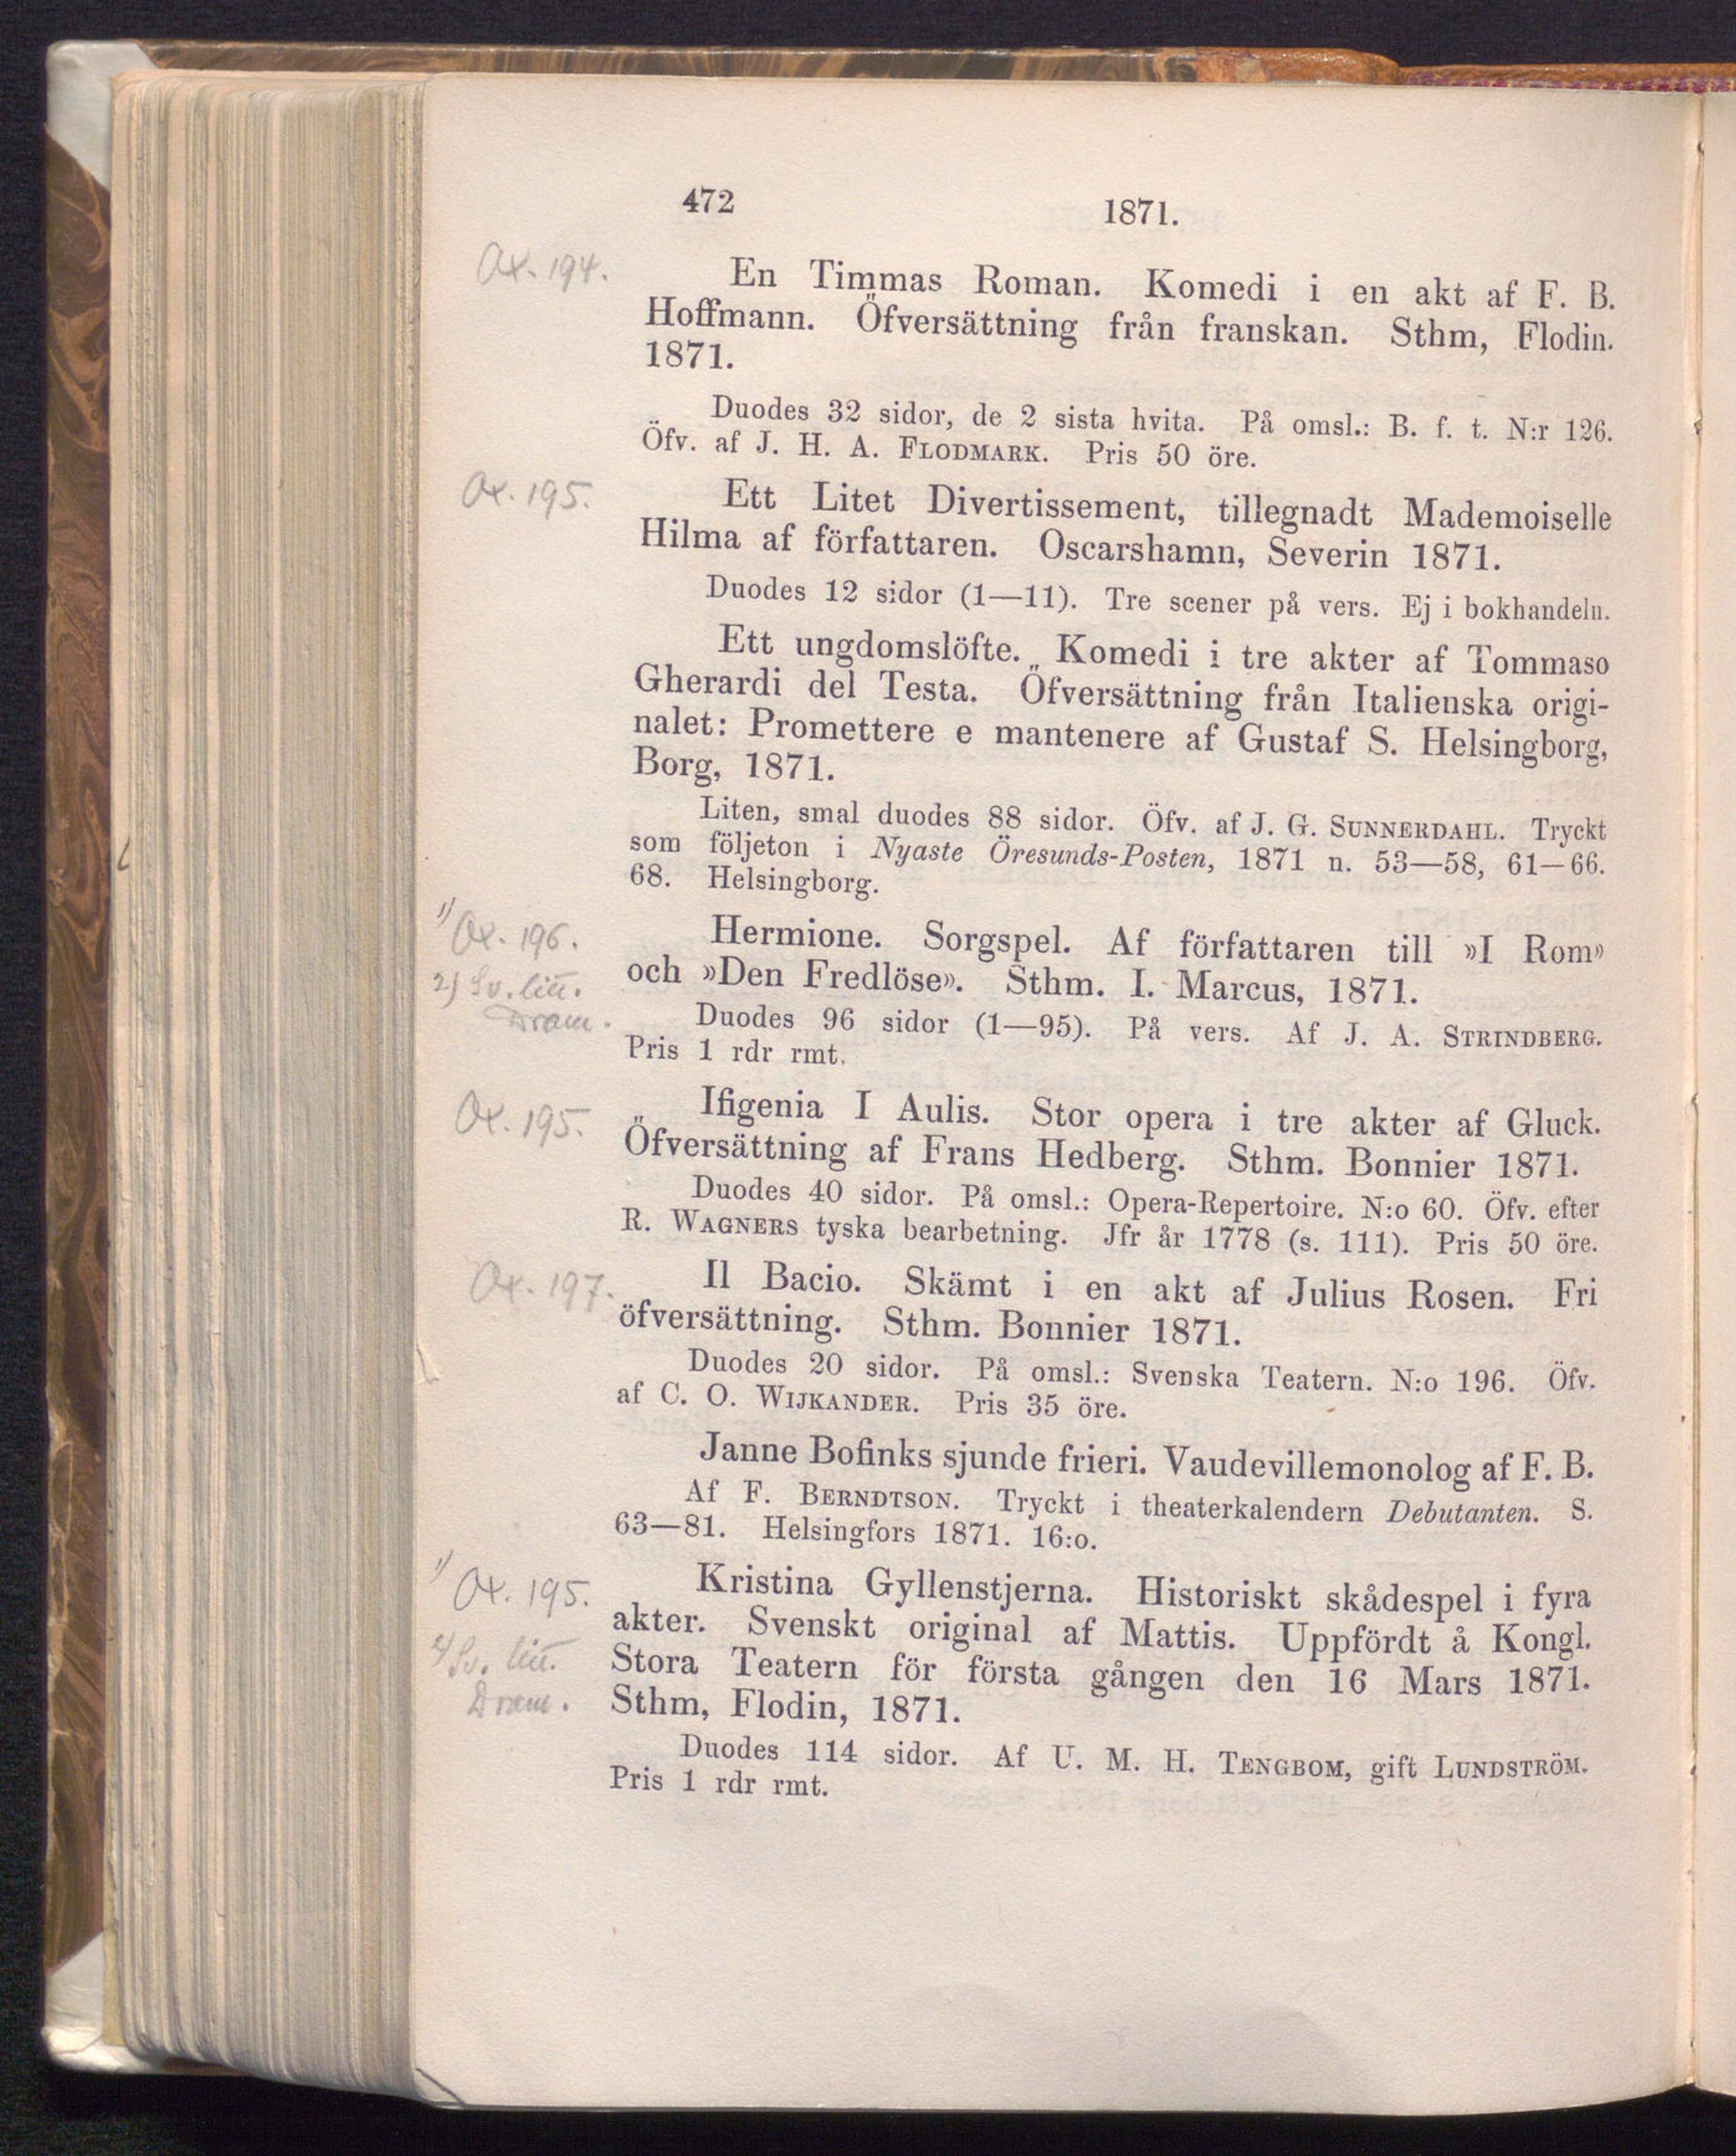 472
1871.
Ox. 194.
En Timmas Roman. Komedi i en akt af F. B.
Hoffmann. Öfversättning från franskan. Sthm, Flodin.
1871.
Duodes 32 sidor, de 2 sista hvita. På omsl.: B. f. t. N:r 126.
Öfv. af J. H. A. FLODMARK. Pris 50 öre.
Ox. 195.
Ett Litet Divertissement, tillegnadt Mademoiselle
Hilma af författaren. Oscarshamn, Severin 1871.
Duodes 12 sidor (1—11). Tre scener på vers. Ej i bokhandeln.
Ett ungdomslöfte. Komedi i tre akter af Tommaso
Gherardi del Testa. Öfversättning från Italienska origi-
nalet: Promettere e mantenere af Gustaf S. Helsingborg,
Borg, 1871.
Liten, smal duodes 88 sidor. Öfv. af J. G. SUNNERDAHL. Tryckt
som följeton i Nyaste Öresunds-Posten, 1871 n. 53—58, 61—66.
68. Helsingborg.
1) Ox. 196.
2) Sv. litt.
Dram.
Hermione. Sorgspel. Af författaren till »I Rom»
och »Den Fredlöse». Sthm. I. Marcus, 1871.
Duodes 96 sidor (1—95). På vers. Af J. A. STRINDBERG.
Pris 1 rdr rmt.
Ox. 195.
Ifigenia I Aulis. Stor opera i tre akter af Gluck.
Öfversättning af Frans Hedberg. Sthm. Bonnier 1871.
Duodes 40 sidor. På omsl.: Opera-Repertoire. N:o 60. Öfv. efter
R. WAGNERS tyska bearbetning. Jfr år 1778 (s. 111). Pris 50 öre.
Ox. 197.
Il Bacio. Skämt i en akt af Julius Rosen. Fri
öfversättning. Sthm. Bonnier 1871.
Duodes 20 sidor. På omsl.: Svenska Teatern. N:o 196. Öfv.
af C. O. WIJKANDER. Pris 35 öre.
Janne Bofinks sjunde frieri. Vaudevillemonolog af F. B.
Af F. BERNDTSON. Tryckt i theaterkalendern Debutanten. S.
63—81. Helsingfors 1871. 16:o.
1) Ox. 195.
2) Sv. litt.
Dram.
Kristina Gyllenstjerna. Historiskt skådespel i fyra
akter. Svenskt original af Mattis. Uppfördt å Kongl.
Stora Teatern för första gången den 16 Mars 1871.
Sthm, Flodin, 1871.
Duodes 114 sidor. Af U. M. H. TENGBOM, gift LUNDSTRÖM.
Pris 1 rdr rmt.